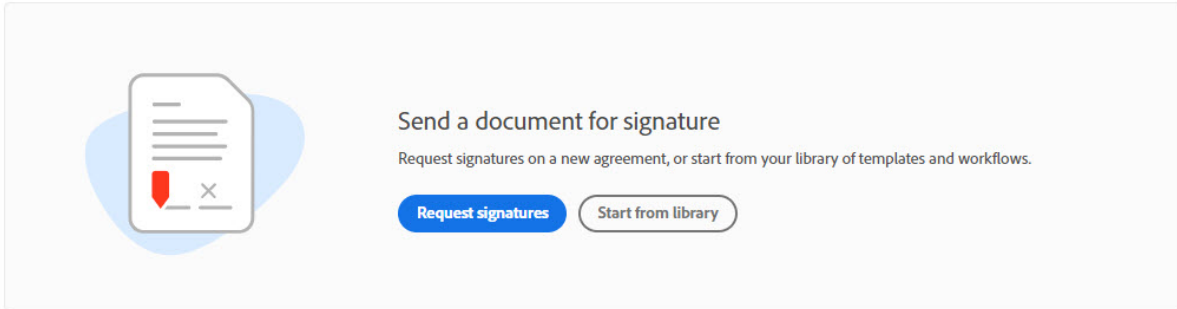 Send a document for signature
Request signatures on a new agreement, or start from your library of templates and workflows.
Request signatures
Start from library